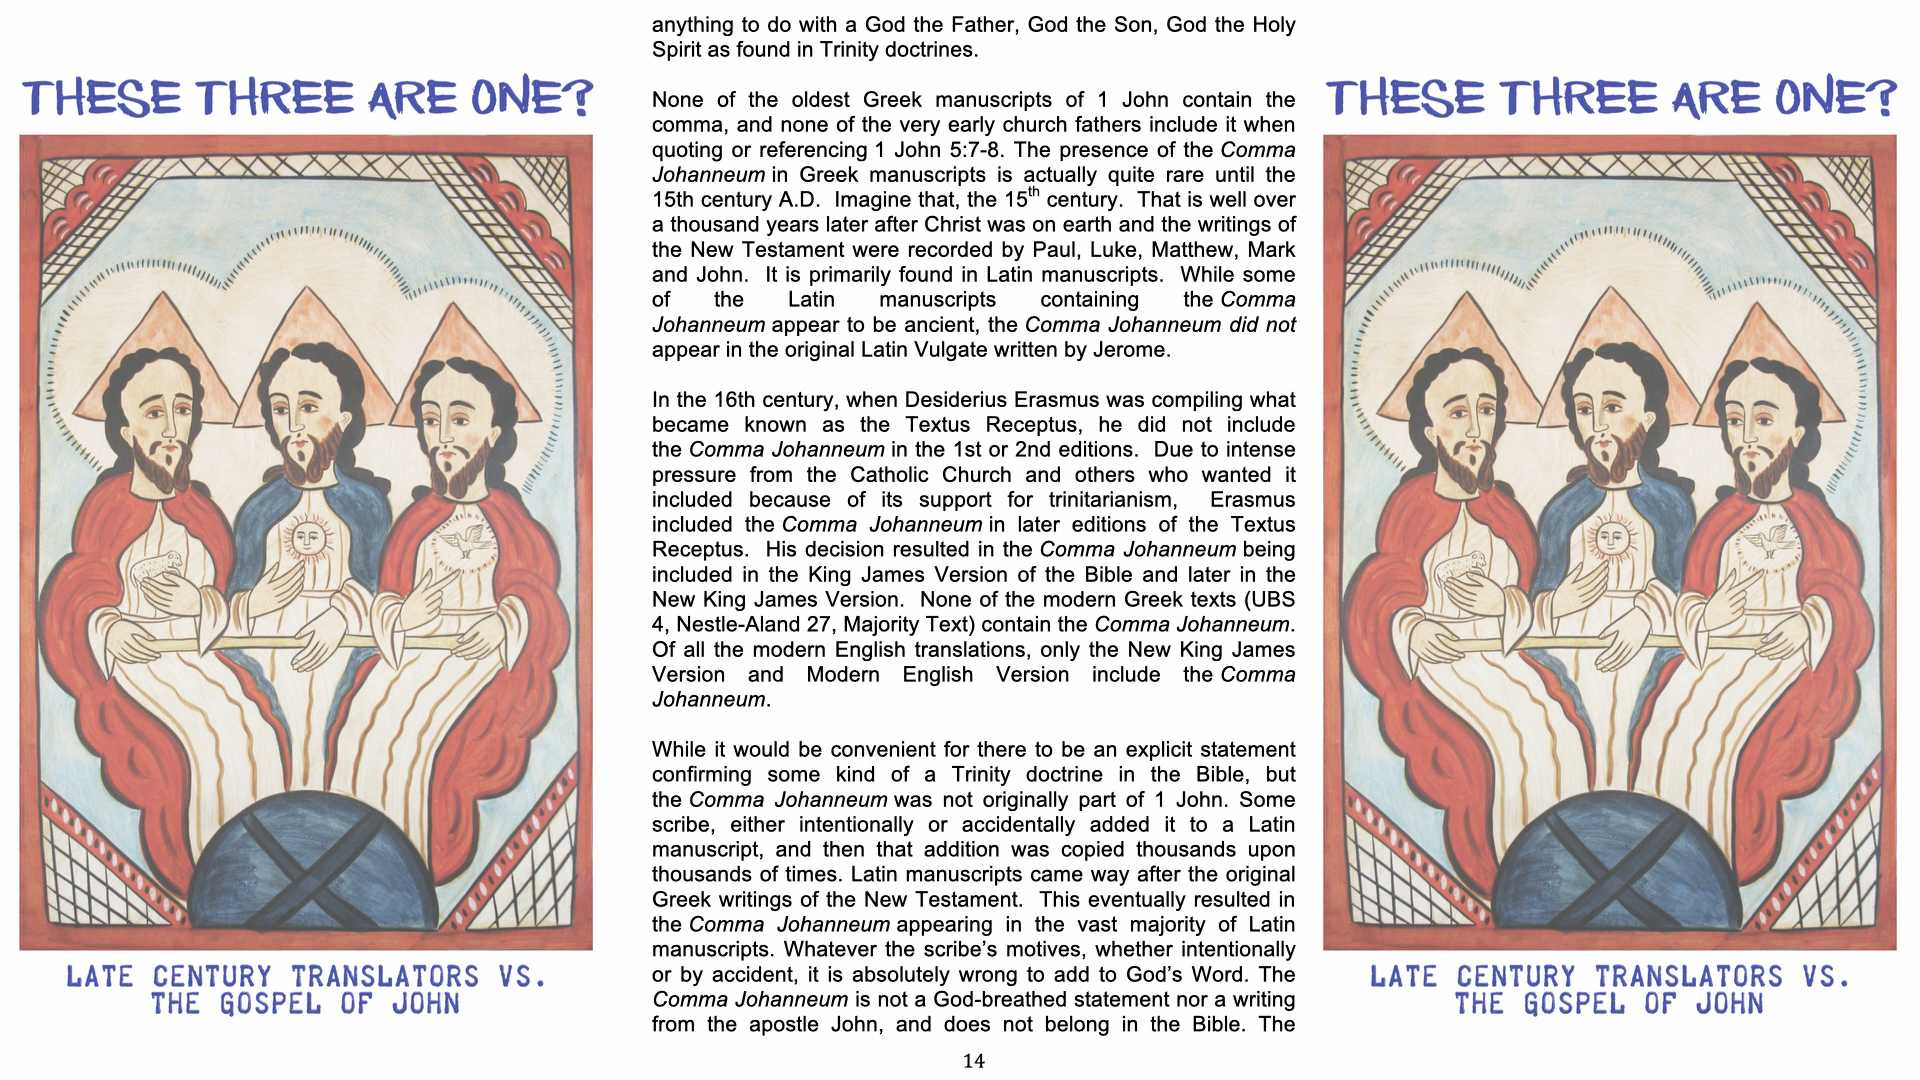 THESE THREE ARE ONE?
LATE CENTURY TRANSLATORS VS.
THE GOSPEL OF JOHN
anything to do with a God the Father, God the Son, God the Holy
Spirit as found in Trinity doctrines.
None of the oldest Greek manuscripts of 1 John contain the
comma, and none of the very early church fathers include it when
quoting or referencing 1 John 5:7-8. The presence of the Comma
Johanneum in Greek manuscripts is actually quite rare until the
15th century A.D. Imagine that, the 15th century. That is well over
a thousand years later after Christ was on earth and the writings of
the New Testament were recorded by Paul, Luke, Matthew, Mark
and John. It is primarily found in Latin manuscripts. While some
of the Latin manuscripts containing the Comma
Johanneum appear to be ancient, the Comma Johanneum did not
appear in the original Latin Vulgate written by Jerome.
In the 16th century, when Desiderius Erasmus was compiling what
became known as the Textus Receptus, he did not include
the Comma Johanneum in the 1st or 2nd editions. Due to intense
pressure from the Catholic Church and others who wanted it
included because of its support for trinitarianism, Erasmus
included the Comma Johanneum in later editions of the Textus
Receptus. His decision resulted in the Comma Johanneum being
included in the King James Version of the Bible and later in the
New King James Version. None of the modern Greek texts (UBS
4, Nestle-Aland 27, Majority Text) contain the Comma Johanneum.
Of all the modern English translations, only the New King James
Version and Modern English Version include the Comma
Johanneum.
While it would be convenient for there to be an explicit statement
confirming some kind of a Trinity doctrine in the Bible, but
the Comma Johanneum was not originally part of 1 John. Some
scribe, either intentionally or accidentally added it to a Latin
manuscript, and then that addition was copied thousands upon
thousands of times. Latin manuscripts came way after the original
Greek writings of the New Testament. This eventually resulted in
the Comma Johanneum appearing in the vast majority of Latin
manuscripts. Whatever the scribe's motives, whether intentionally
or by accident, it is absolutely wrong to add to God's Word. The
Comma Johanneum is not a God-breathed statement nor a writing
from the apostle John, and does not belong in the Bible. The
14
THESE THREE ARE ONE?
LATE CENTURY TRANSLATORS VS.
THE GOSPEL OF JOHN